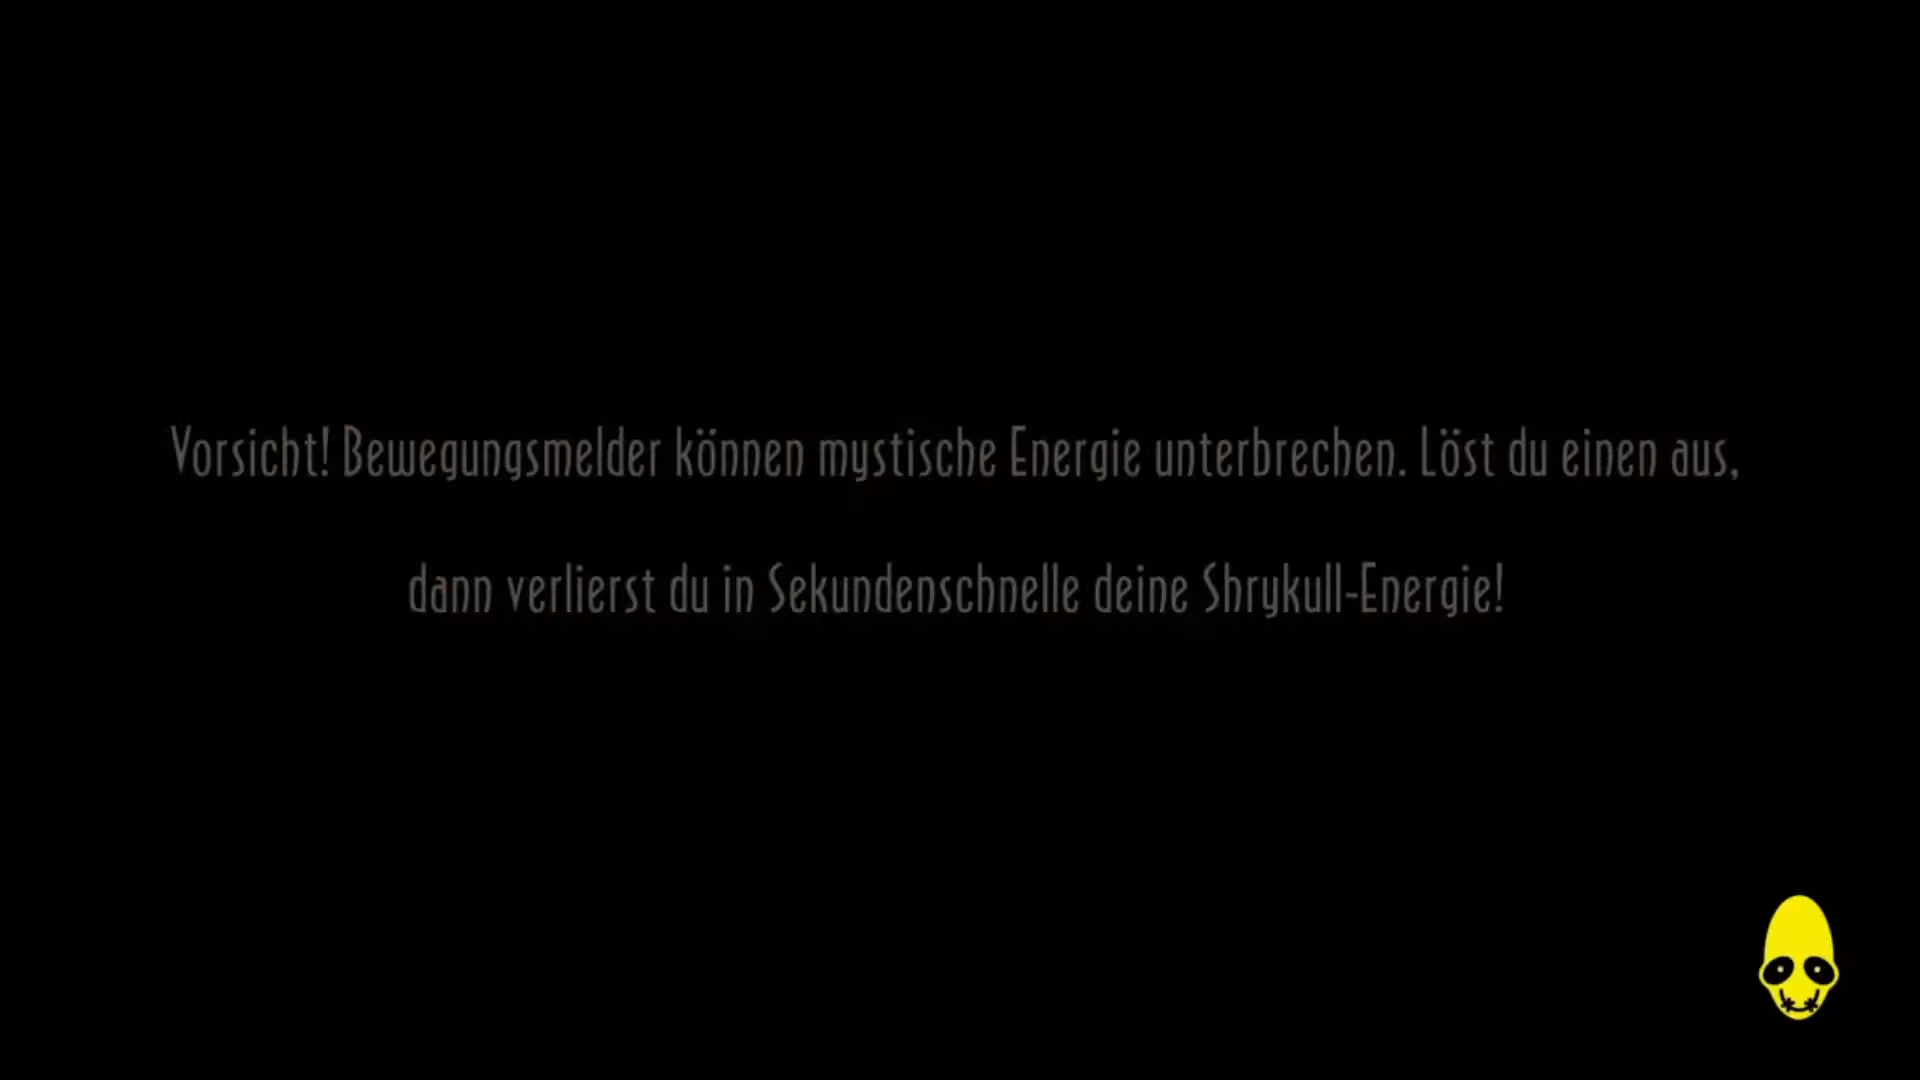 Vorsicht! Bewegungsmelder können mystische Energie unterbrechen. Löst du einen aus,
dann verlierst du in Sekundenschnelle deine Shrykull-Energie!